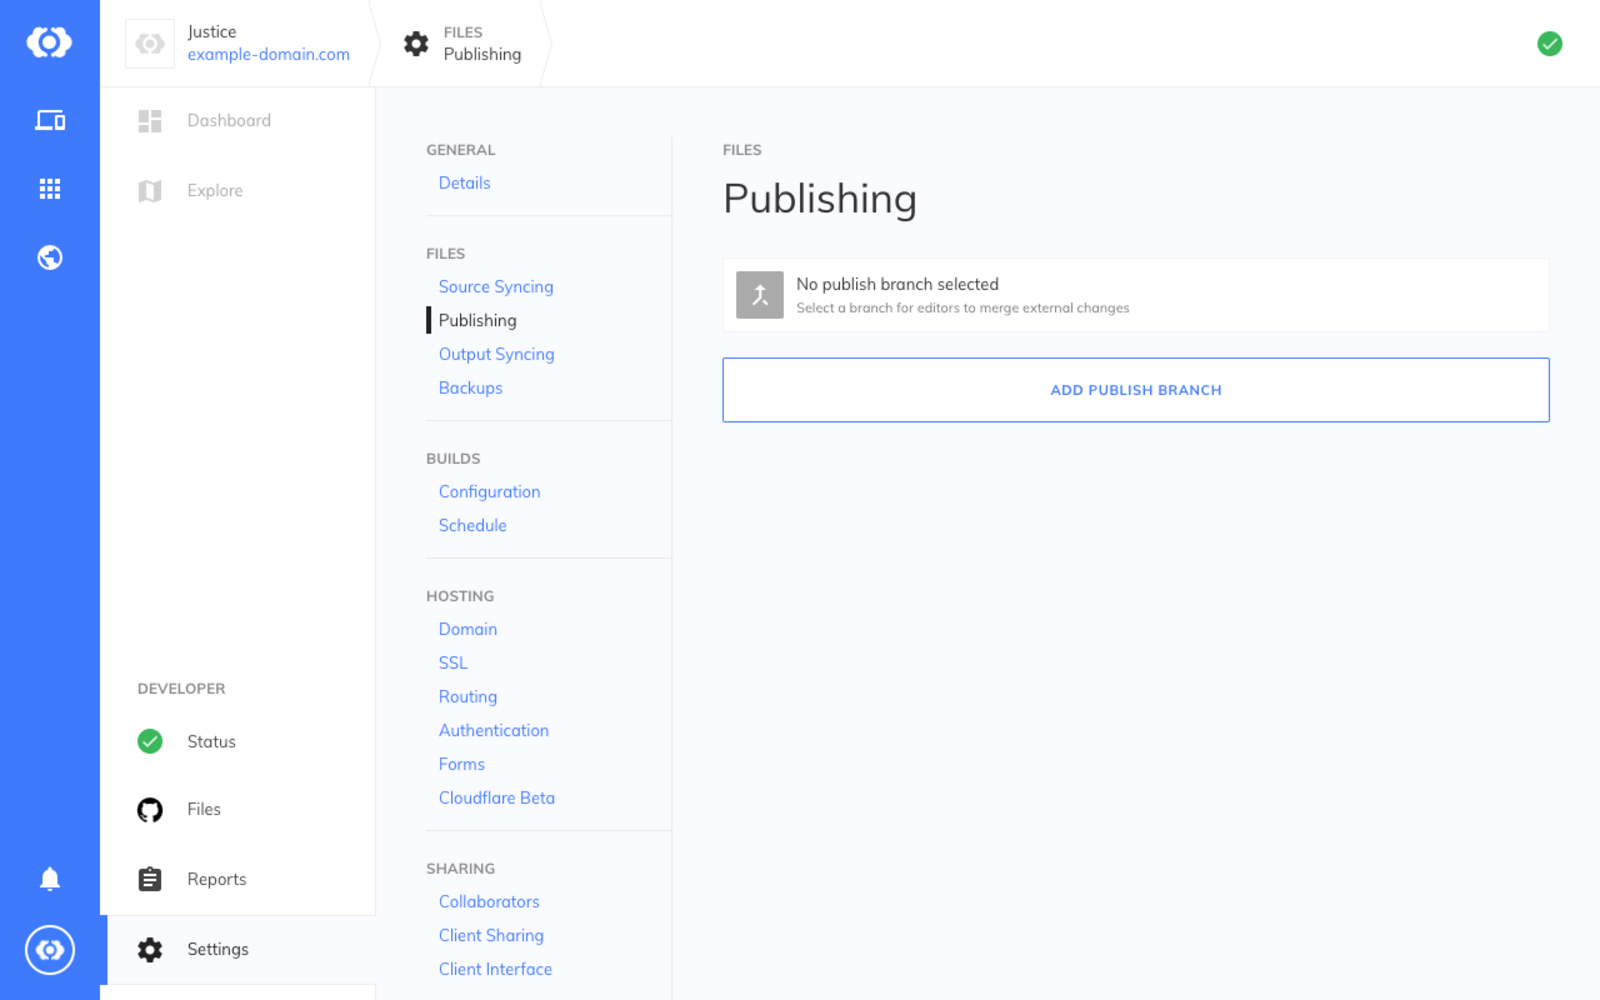 Justice
example-domain.com
FILES
Publishing
Dashboard
Explore
DEVELOPER
Status
Files
Reports
Settings
GENERAL
Details
FILES
Source Syncing
Publishing
Output Syncing
Backups
BUILDS
Configuration
Schedule
HOSTING
Domain
SSL
Routing
Authentication
Forms
Cloudflare Beta
SHARING
Collaborators
Client Sharing
Client Interface
FILES
Publishing
No publish branch selected
Select a branch for editors to merge external changes
ADD PUBLISH BRANCH